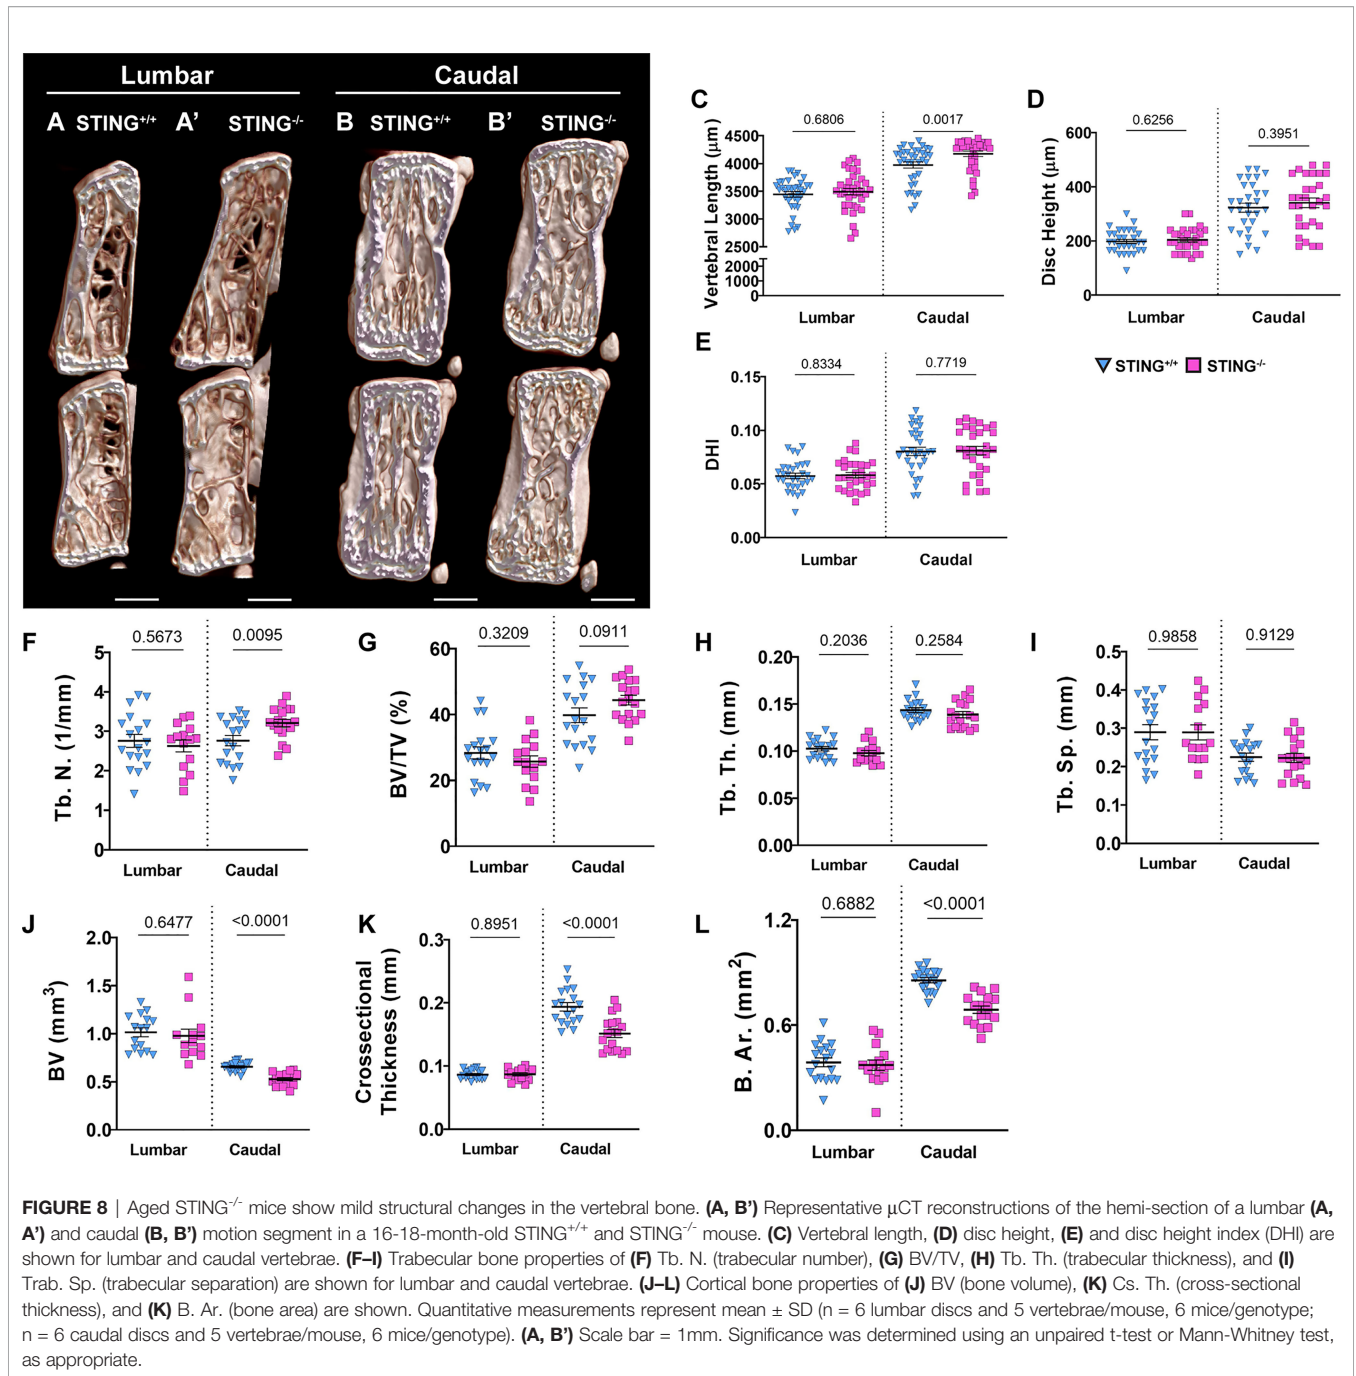 Lumbar
Caudal
A STING+/+ A’ STING-/- B STING+/+ B’ STING-/-
C
Vertebral Length (μm)
0.6806
0.0017
4500
4000
3500
3000
2500
2000
1000
0
Lumbar
Caudal
D
Disc Height (μm)
0.6256
0.3951
600
400
200
0
Lumbar
Caudal
STING+/+ STING-/-
E
DHI
0.8334
0.7719
0.15
0.10
0.05
0.00
Lumbar
Caudal
F
Tb. N. (1/mm)
0.5673
0.0095
5
4
3
2
1
0
Lumbar
Caudal
G
BV/TV (%)
0.3209
0.0911
60
40
20
0
Lumbar
Caudal
H
Tb. Th. (mm)
0.2036
0.2584
0.20
0.15
0.10
0.05
0.00
Lumbar
Caudal
I
Tb. Sp. (mm)
0.9858
0.9129
0.5
0.4
0.3
0.2
0.1
0.0
Lumbar
Caudal
J
BV (mm3)
0.6477
<0.0001
2.0
1.5
1.0
0.5
0.0
Lumbar
Caudal
K
Crossectional
Thickness (mm)
0.8951
<0.0001
0.3
0.2
0.1
0.0
Lumbar
Caudal
L
B. Ar. (mm2)
0.6882
<0.0001
1.2
0.6
0.0
Lumbar
Caudal
FIGURE 8 | Aged STING-/- mice show mild structural changes in the vertebral bone. (A, B’) Representative μCT reconstructions of the hemi-section of a lumbar (A,
A’) and caudal (B, B’) motion segment in a 16-18-month-old STING+/+ and STING-/- mouse. (C) Vertebral length, (D) disc height, (E) and disc height index (DHI) are
shown for lumbar and caudal vertebrae. (F–I) Trabecular bone properties of (F) Tb. N. (trabecular number), (G) BV/TV, (H) Tb. Th. (trabecular thickness), and (I)
Trab. Sp. (trabecular separation) are shown for lumbar and caudal vertebrae. (J–L) Cortical bone properties of (J) BV (bone volume), (K) Cs. Th. (cross-sectional
thickness), and (K) B. Ar. (bone area) are shown. Quantitative measurements represent mean ± SD (n = 6 lumbar discs and 5 vertebrae/mouse, 6 mice/genotype;
n = 6 caudal discs and 5 vertebrae/mouse, 6 mice/genotype). (A, B’) Scale bar = 1mm. Significance was determined using an unpaired t-test or Mann-Whitney test,
as appropriate.